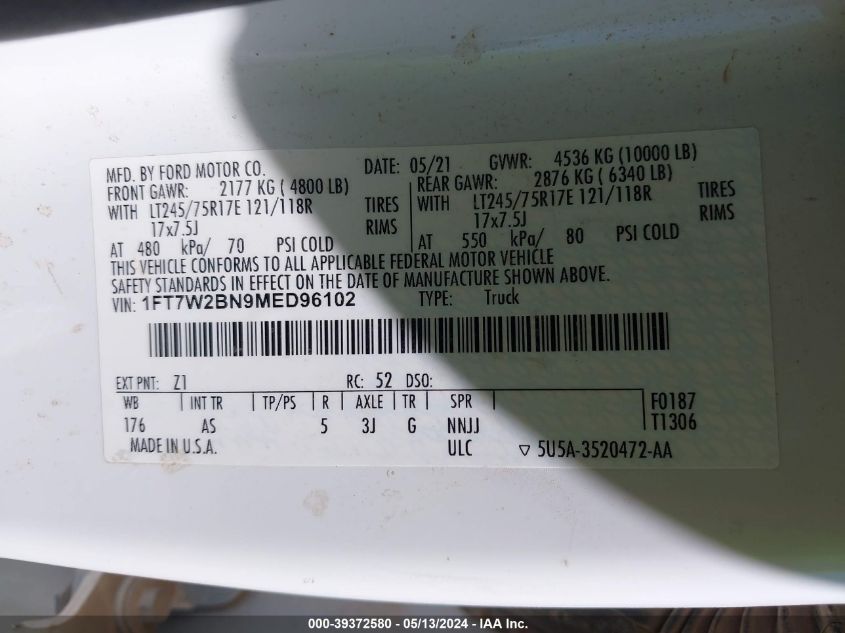 MFD. BY FORD MOTOR CO. DATE: 05/21 GVWR: 4536 KG (10000 LB)
FRONT GAWR: 2177 KG ( 4800 LB) REAR GAWR: 2876 KG ( 6340 LB)
WITH LT245/75R17E 121/118R TIRES WITH LT245/75R17E 121/118R TIRES
17x7.5J RIMS 17x7.5J RIMS
AT 480 kPa/ 70 PSI COLD AT 550 kPa/ 80 PSI COLD
THIS VEHICLE CONFORMS TO ALL APPLICABLE FEDERAL MOTOR VEHICLE
SAFETY STANDARDS IN EFFECT ON THE DATE OF MANUFACTURE SHOWN ABOVE.
VIN: 1FT7W2BN9MED96102 TYPE: Truck
EXT PNT: Z1 RC: 52 DSO:
WB INT TR TP/PS R AXLE TR SPR F0187
176 AS 5 3J G NNJJ T1306
MADE IN U.S.A. ULC ▽ 5U5A-3520472-AA
000-39372580 - 05/13/2024 - IAA Inc.